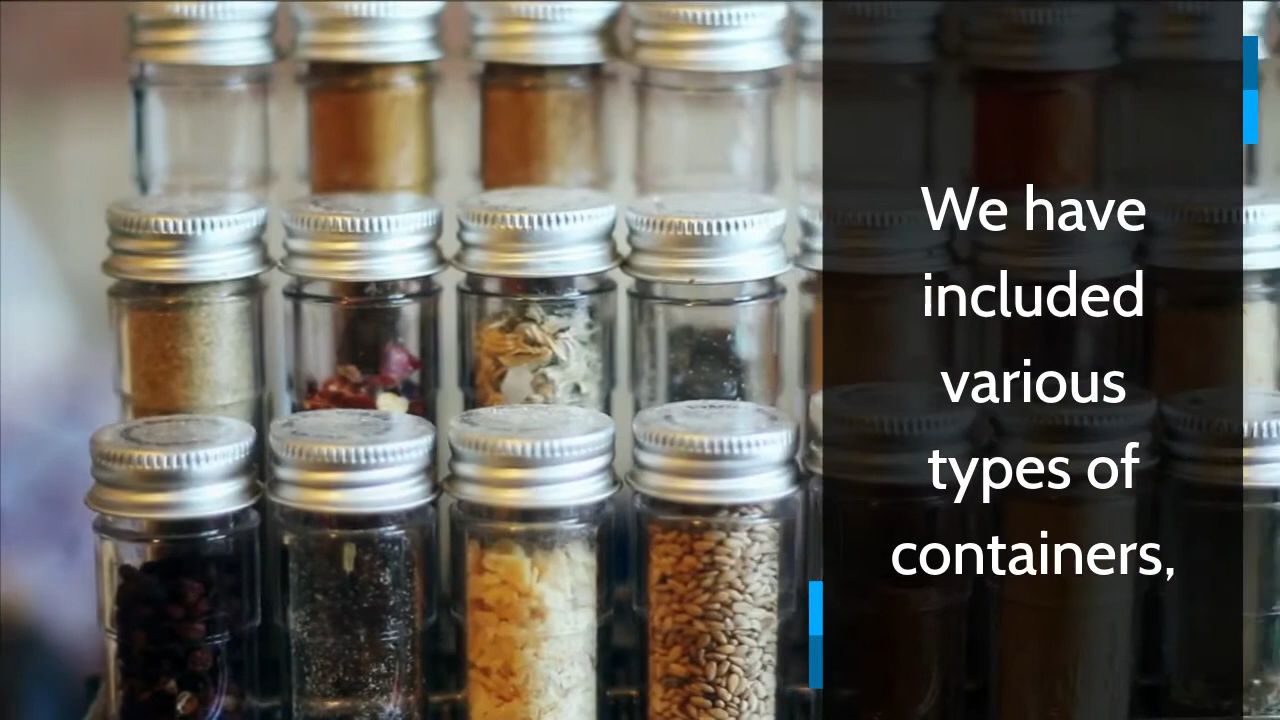 We have
included
various
types of
containers,